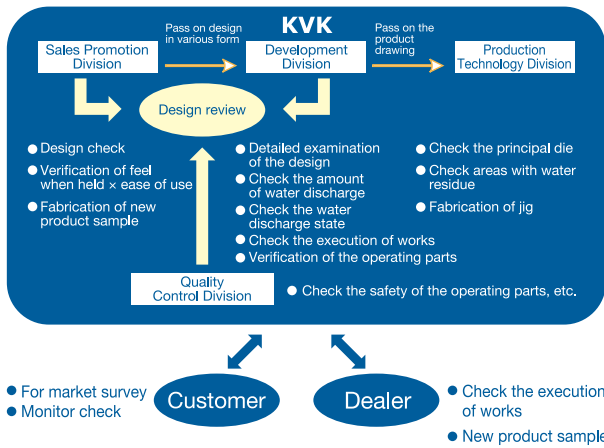 KVK
Pass on design
in various form
Pass on the
product
drawing
Sales Promotion
Division
Development
Division
Production
Technology Division
Design review
● Design check
● Verification of feel
when held × ease of use
● Fabrication of new
product sample
● Detailed examination
of the design
● Check the amount
of water discharge
● Check the water
discharge state
● Check the execution of works
● Verification of the operating parts
● Check the principal die
● Check areas with water
residue
● Fabrication of jig
Quality
Control Division
● Check the safety of the operating parts, etc.
● For market survey
● Monitor check
Customer
Dealer
● Check the execution
of works
● New product sample